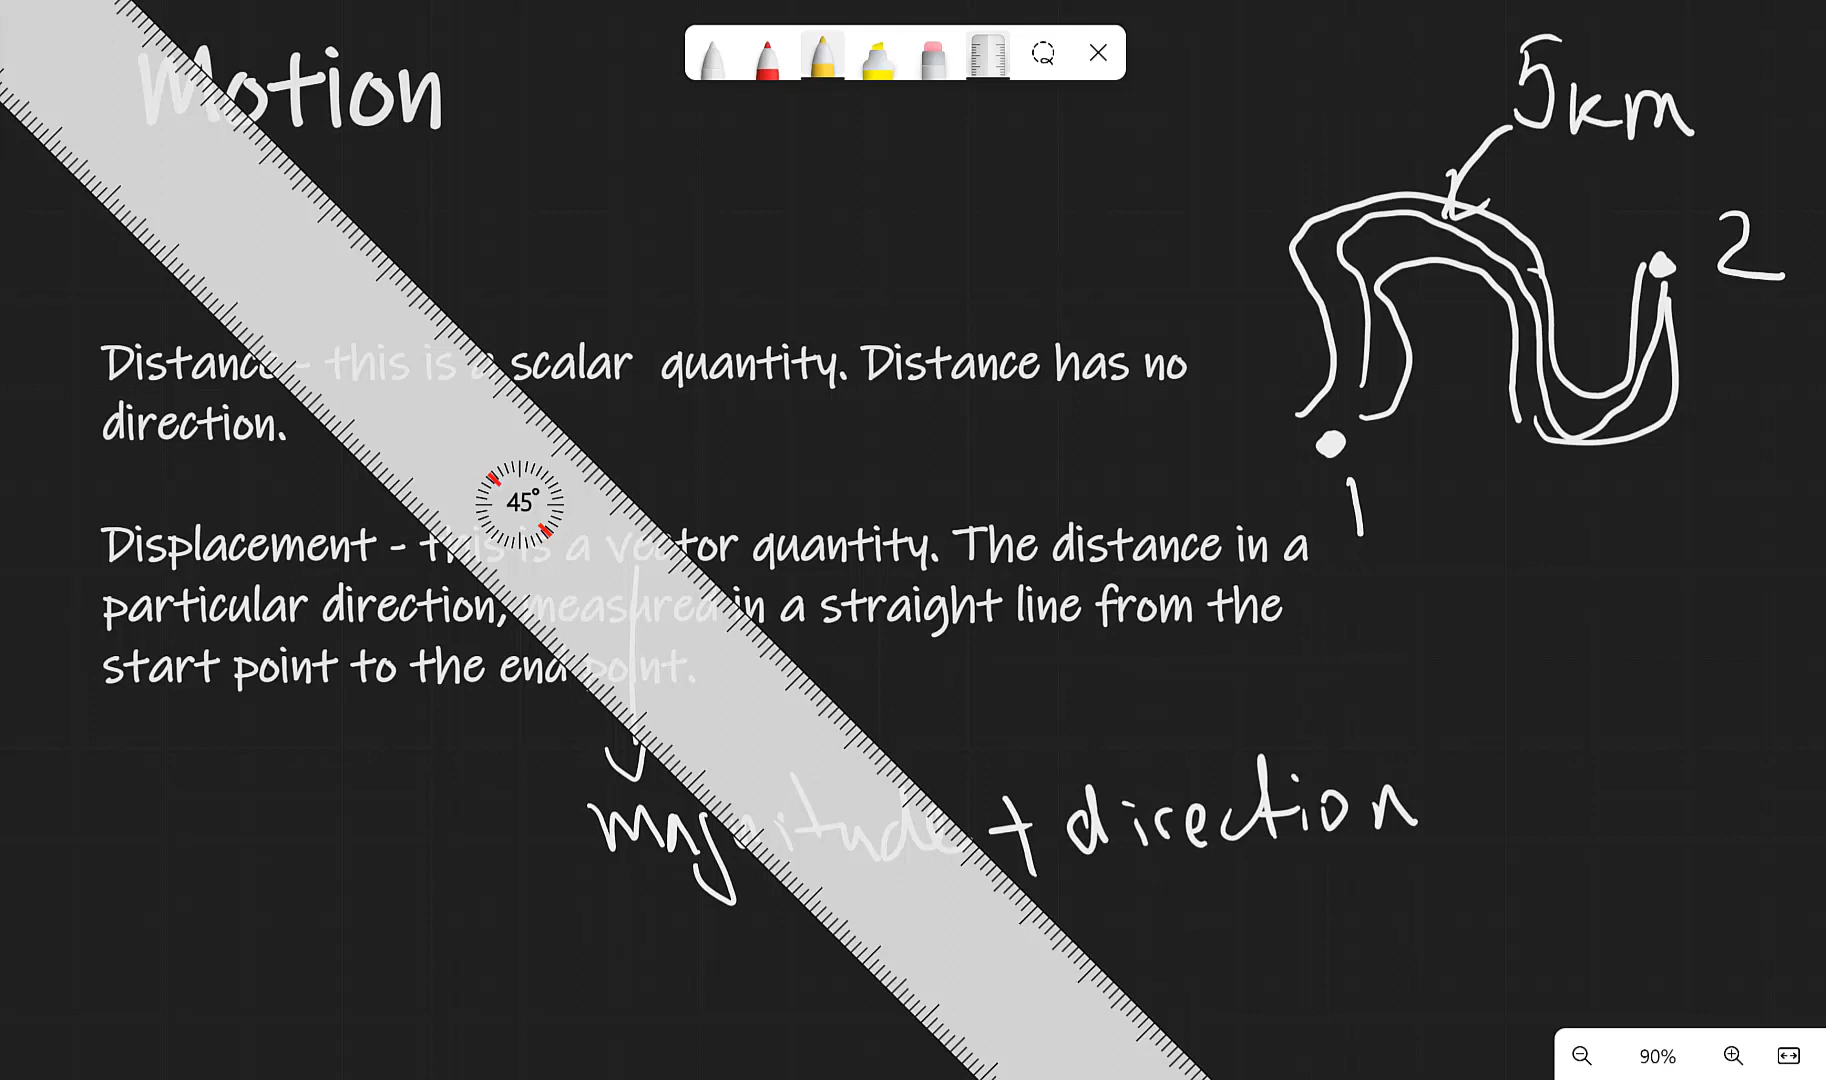 Motion
5km
2
Distance - this is a scalar quantity. Distance has no
direction.
45°
1
Displacement - this is a vector quantity. The distance in a
particular direction, measured in a straight line from the
start point to the end point.
magnitude + direction
90%